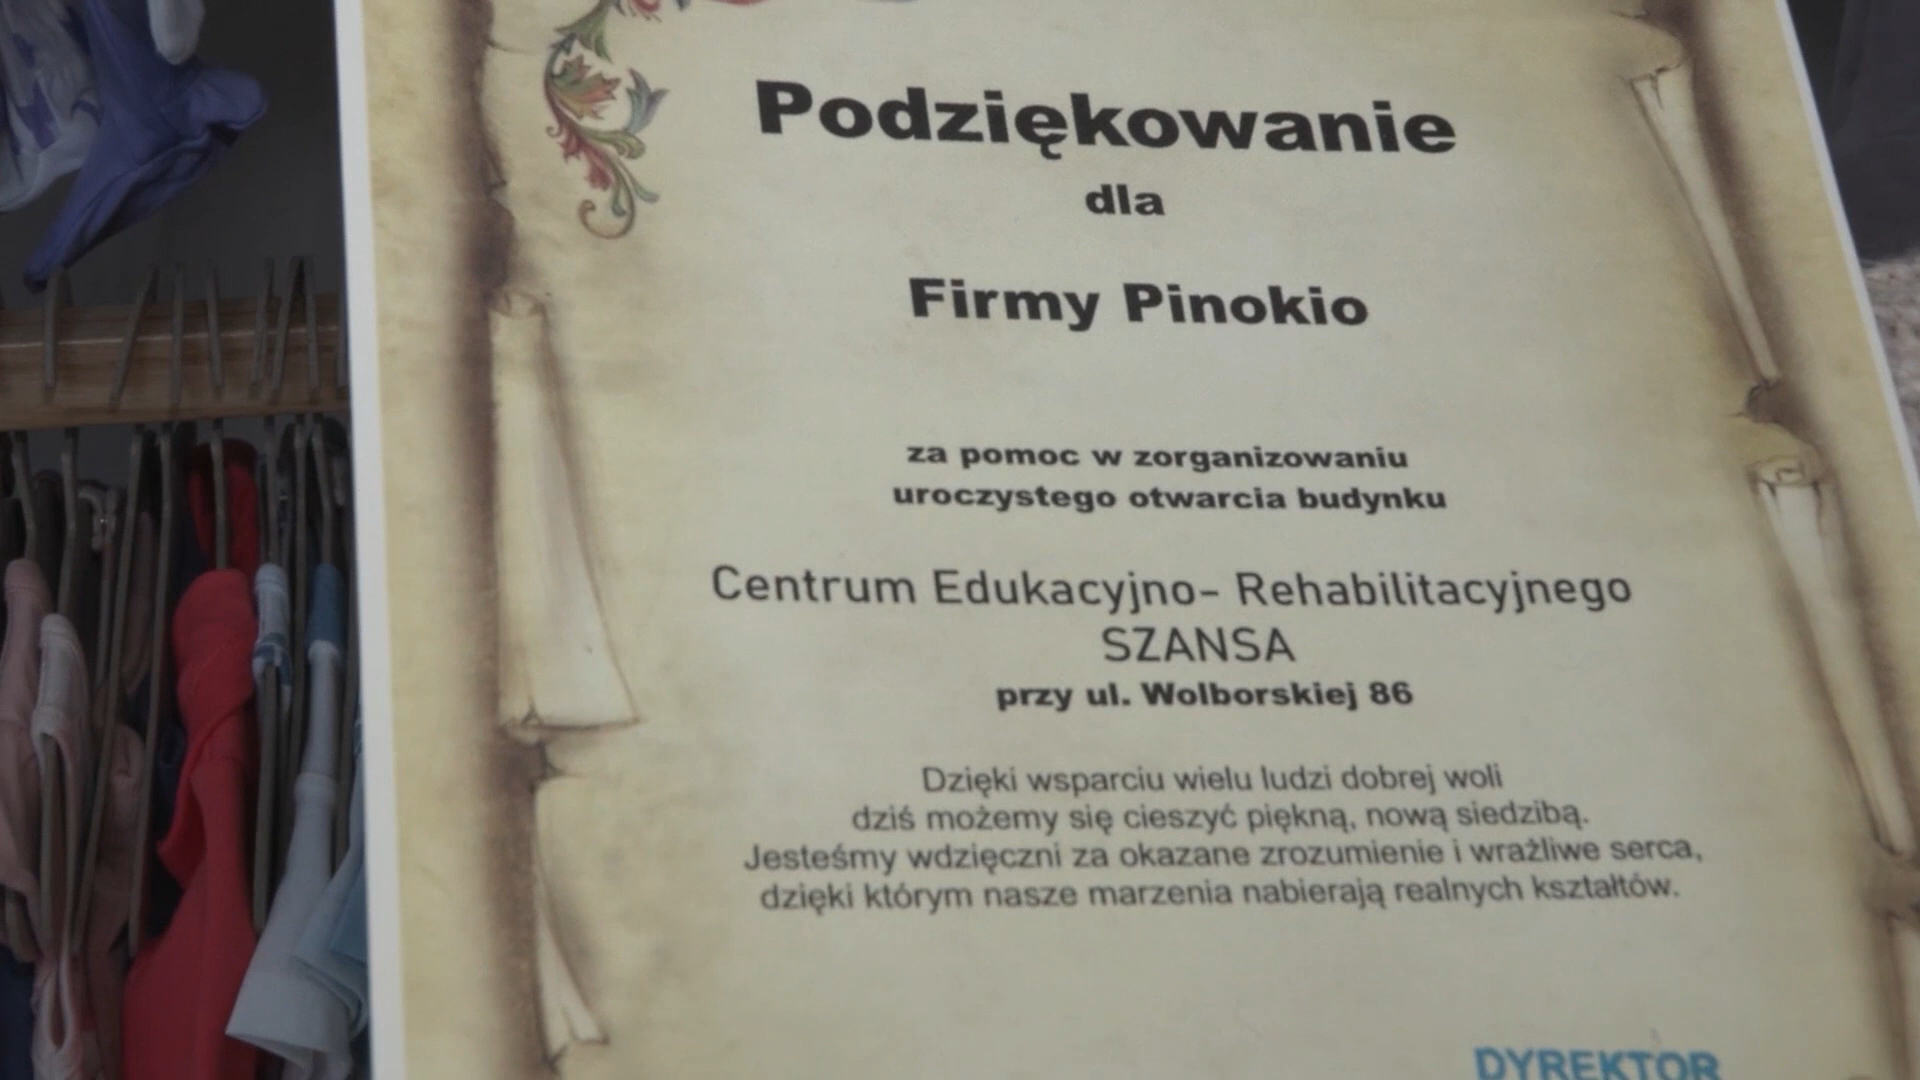 Podziękowanie
dla
Firmy Pinokio
za pomoc w zorganizowaniu
uroczystego otwarcia budynku
Centrum Edukacyjno- Rehabilitacyjnego
SZANSA
przy ul. Wolborskiej 86
Dzięki wsparciu wielu ludzi dobrej woli
dziś możemy się cieszyć piękną, nową siedzibą.
Jesteśmy wdzięczni za okazane zrozumienie i wrażliwe serca,
dzięki którym nasze marzenia nabierają realnych kształtów.
DYREKTOR